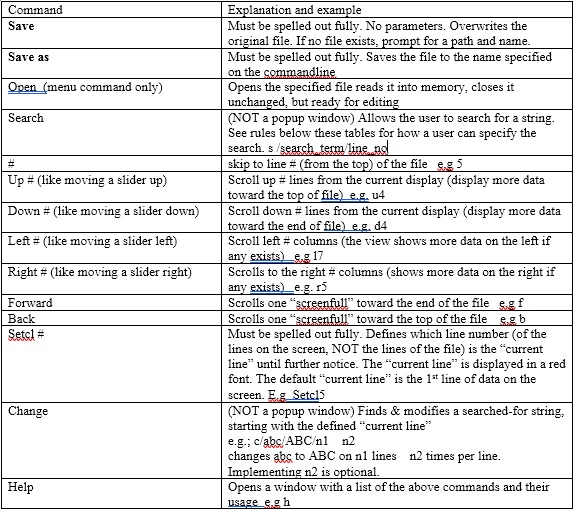 Command Explanation and example
Save Must be spelled out fully. No parameters. Overwrites the
original file. If no file exists, prompt for a path and name.
Save as Must be spelled out fully. Saves the file to the name specified
on the commandline
Open (menu command only) Opens the specified file reads it into memory, closes it
unchanged, but ready for editing
Search (NOT a popup window) Allows the user to search for a string.
See rules below these tables for how a user can specify the
search. s /search_term/line_no
# skip to line # (from the top) of the file e.g 5
Up # (like moving a slider up) Scroll up # lines from the current display (display more data
toward the top of file) e.g. u4
Down # (like moving a slider down) Scroll down # lines from the current display (display more data
toward the end of file) e.g. d4
Left # (like moving a slider left) Scroll left # columns (the view shows more data on the left if
any exists) e.g l7
Right # (like moving a slider right) Scrolls to the right # columns (shows more data on the right if
any exists) e.g. r5
Forward Scrolls one “screenfull” toward the end of the file e.g f
Back Scrolls one “screenfull” toward the top of the file e.g b
Setcl # Must be spelled out fully. Defines which line number (of the
lines on the screen, NOT the lines of the file) is the “current
line” until further notice. The “current line” is displayed in a red
font. The default “current line” is the 1st line of data on the
screen. E.g Setcl5
Change (NOT a popup window) Finds & modifies a searched-for string,
starting with the defined “current line”
e.g.; c/abc/ABC/n1 n2
changes abc to ABC on n1 lines n2 times per line.
Implementing n2 is optional.
Help Opens a window with a list of the above commands and their
usage e.g h